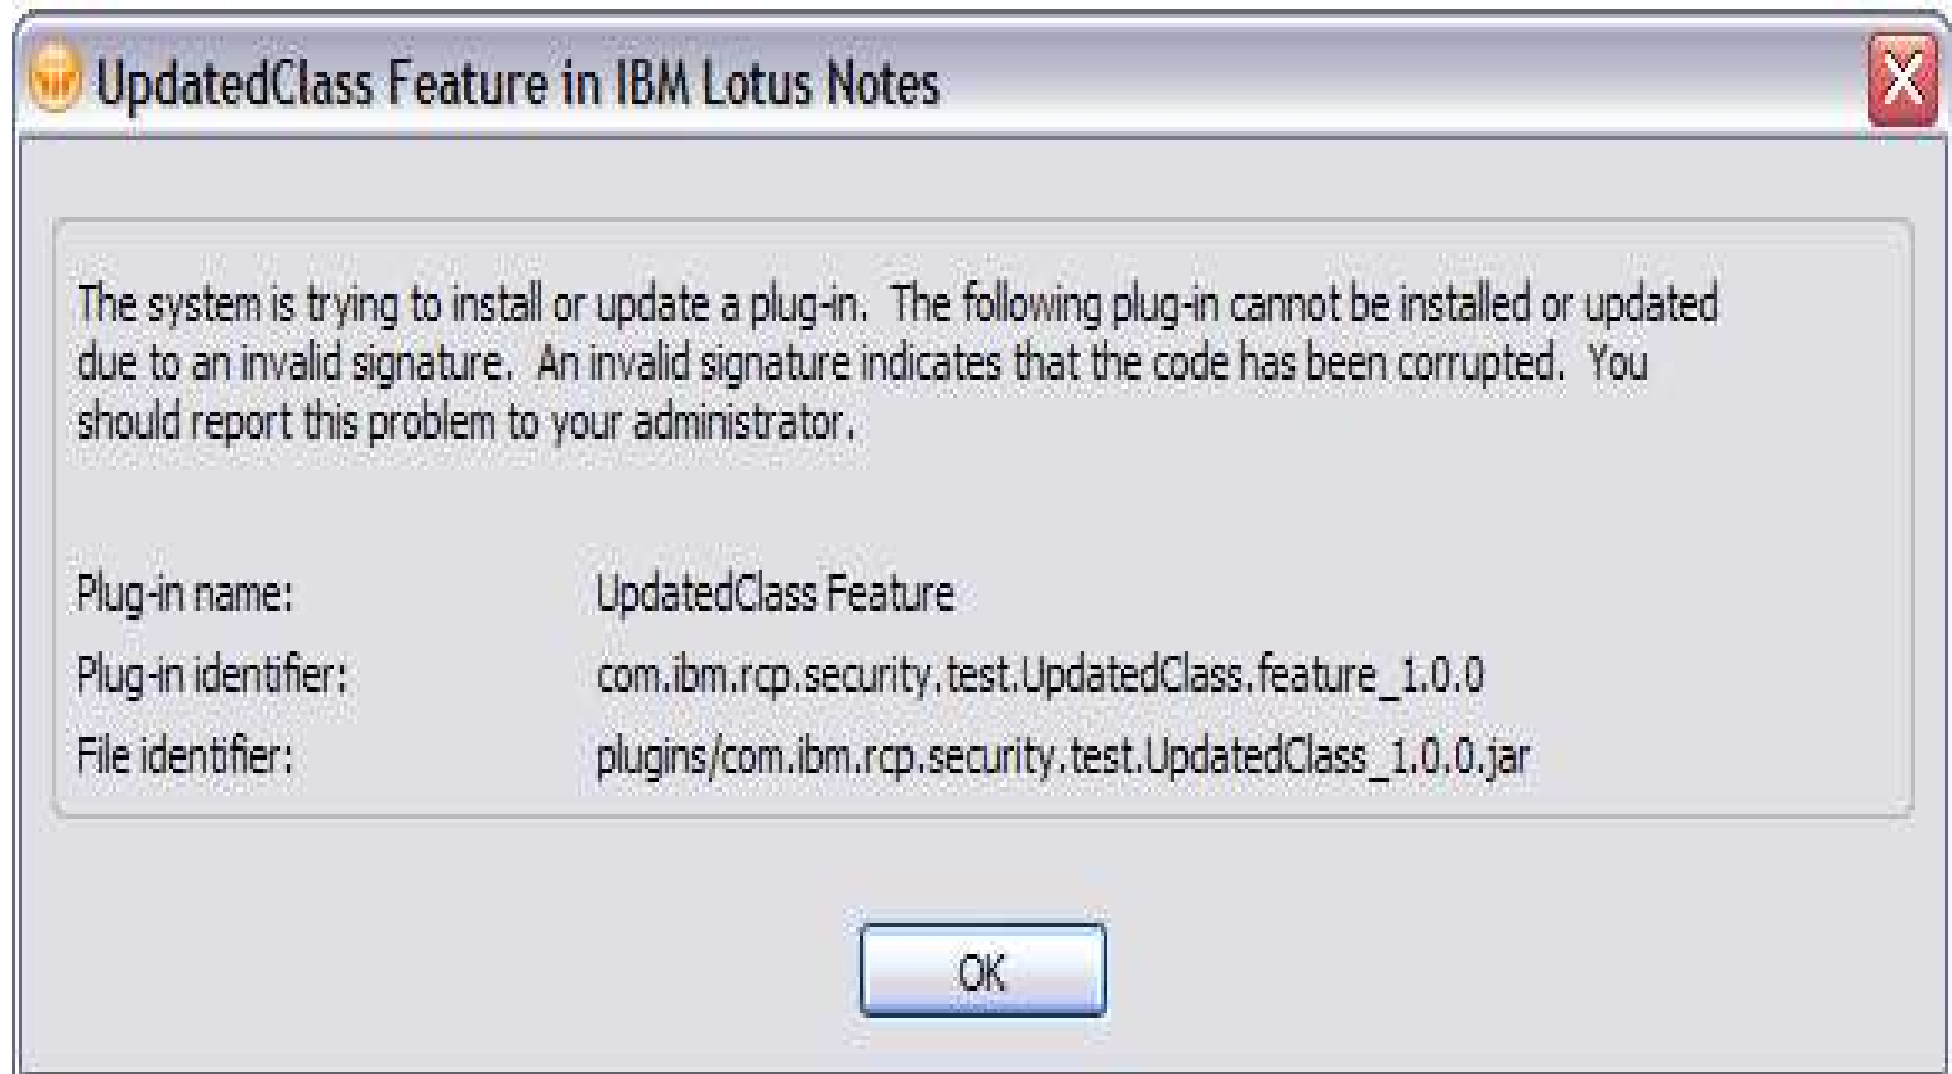 UpdatedClass Feature in IBM Lotus Notes
The system is trying to install or update a plug-in. The following plug-in cannot be installed or updated
due to an invalid signature. An invalid signature indicates that the code has been corrupted. You
should report this problem to your administrator.
Plug-in name: UpdatedClass Feature
Plug-in identifier: com.ibm.rcp.security.test.UpdatedClass.feature_1.0.0
File identifier: plugins/com.ibm.rcp.security.test.UpdatedClass_1.0.0.jar
OK